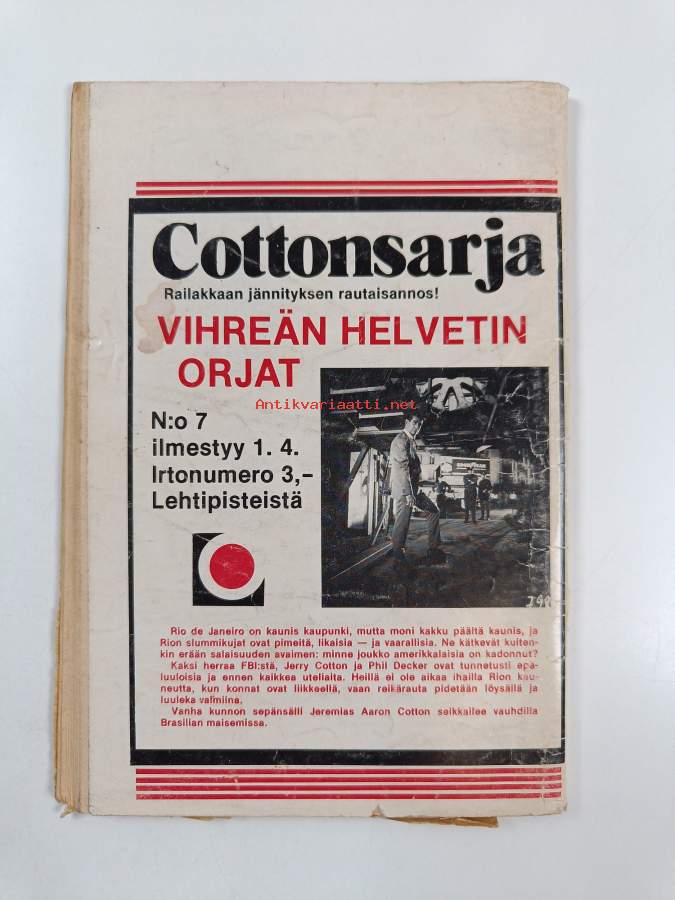 Cottonsarja
Railakkaan jännityksen rautaisannos!
VIHREÄN HELVETIN
ORJAT
Antikvariaatti.net
N:o 7
ilmestyy 1. 4.
Irtonumero 3,–
Lehtipisteistä
GOODYEAR
Rio de Janeiro on kaunis kaupunki, mutta moni kakku päältä kaunis, ja
Rion slummikujat ovat pimeitä, likaisia — ja vaarallisia. Ne kätkevät kuiten-
kin erään salaisuuden avaimen: minne joukko amerikkalaisia on kadonnut?
Kaksi herraa FBI:stä, Jerry Cotton ja Phil Decker ovat tunnetusti epä-
luuloisia ja ennen kaikkea uteliaita. Heillä ei ole aikaa ihailla Rion kau-
neutta, kun konnat ovat liikkeellä, vaan reikärauta pidetään löysällä ja
luuleka valmiina.
Vanha kunnon sepänsälli Jeremias Aaron Cotton seikkailee vauhdilla
Brasilian maisemissa.